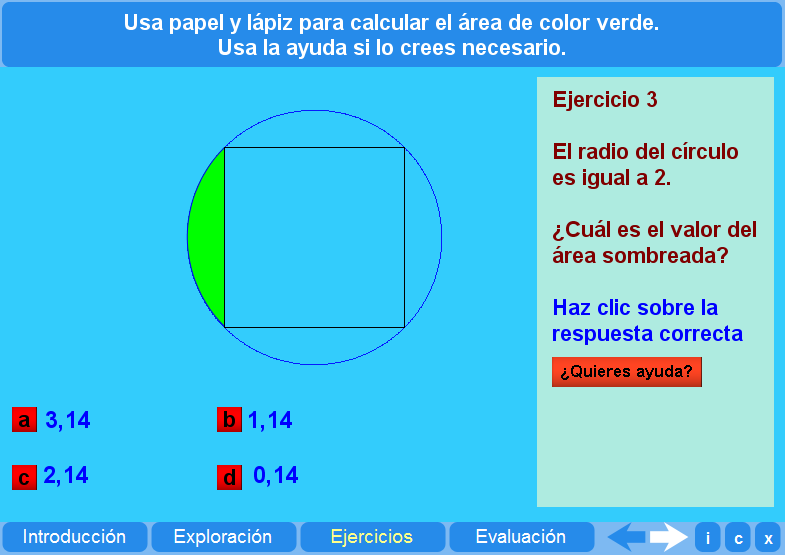 Usa papel y lápiz para calcular el área de color verde.
Usa la ayuda si lo crees necesario.
Ejercicio 3
El radio del círculo
es igual a 2.
¿Cuál es el valor del
área sombreada?
Haz clic sobre la
respuesta correcta
¿Quieres ayuda?
a 3,14
b 1,14
c 2,14
d 0,14
Introducción
Exploración
Ejercicios
Evaluación
i
c
x